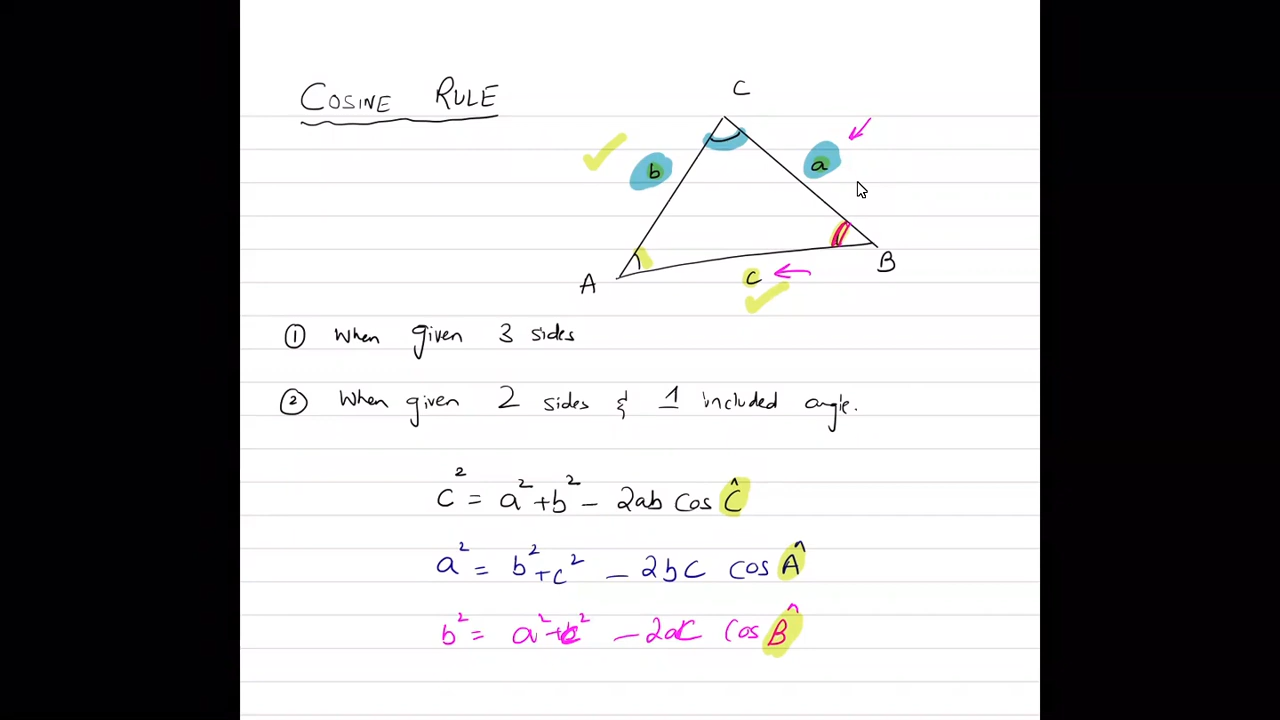 COSINE RULE
C
b
a
A
c
B
① When given 3 sides
② When given 2 sides & 1 included angle.
c² = a² + b² - 2ab cos Ĉ
a² = b² + c² - 2bc cos Â
b² = a² + c² - 2ac cos B̂